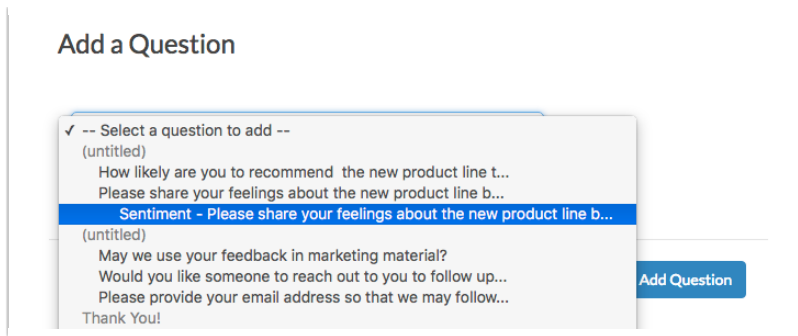 Add a Question
✓ -- Select a question to add --
(untitled)
How likely are you to recommend  the new product line t...
Please share your feelings about the new product line b...
Sentiment - Please share your feelings about the new product line b...
(untitled)
May we use your feedback in marketing material?
Would you like someone to reach out to you to follow up...
Please provide your email address so that we may follow...
Thank You!
Add Question